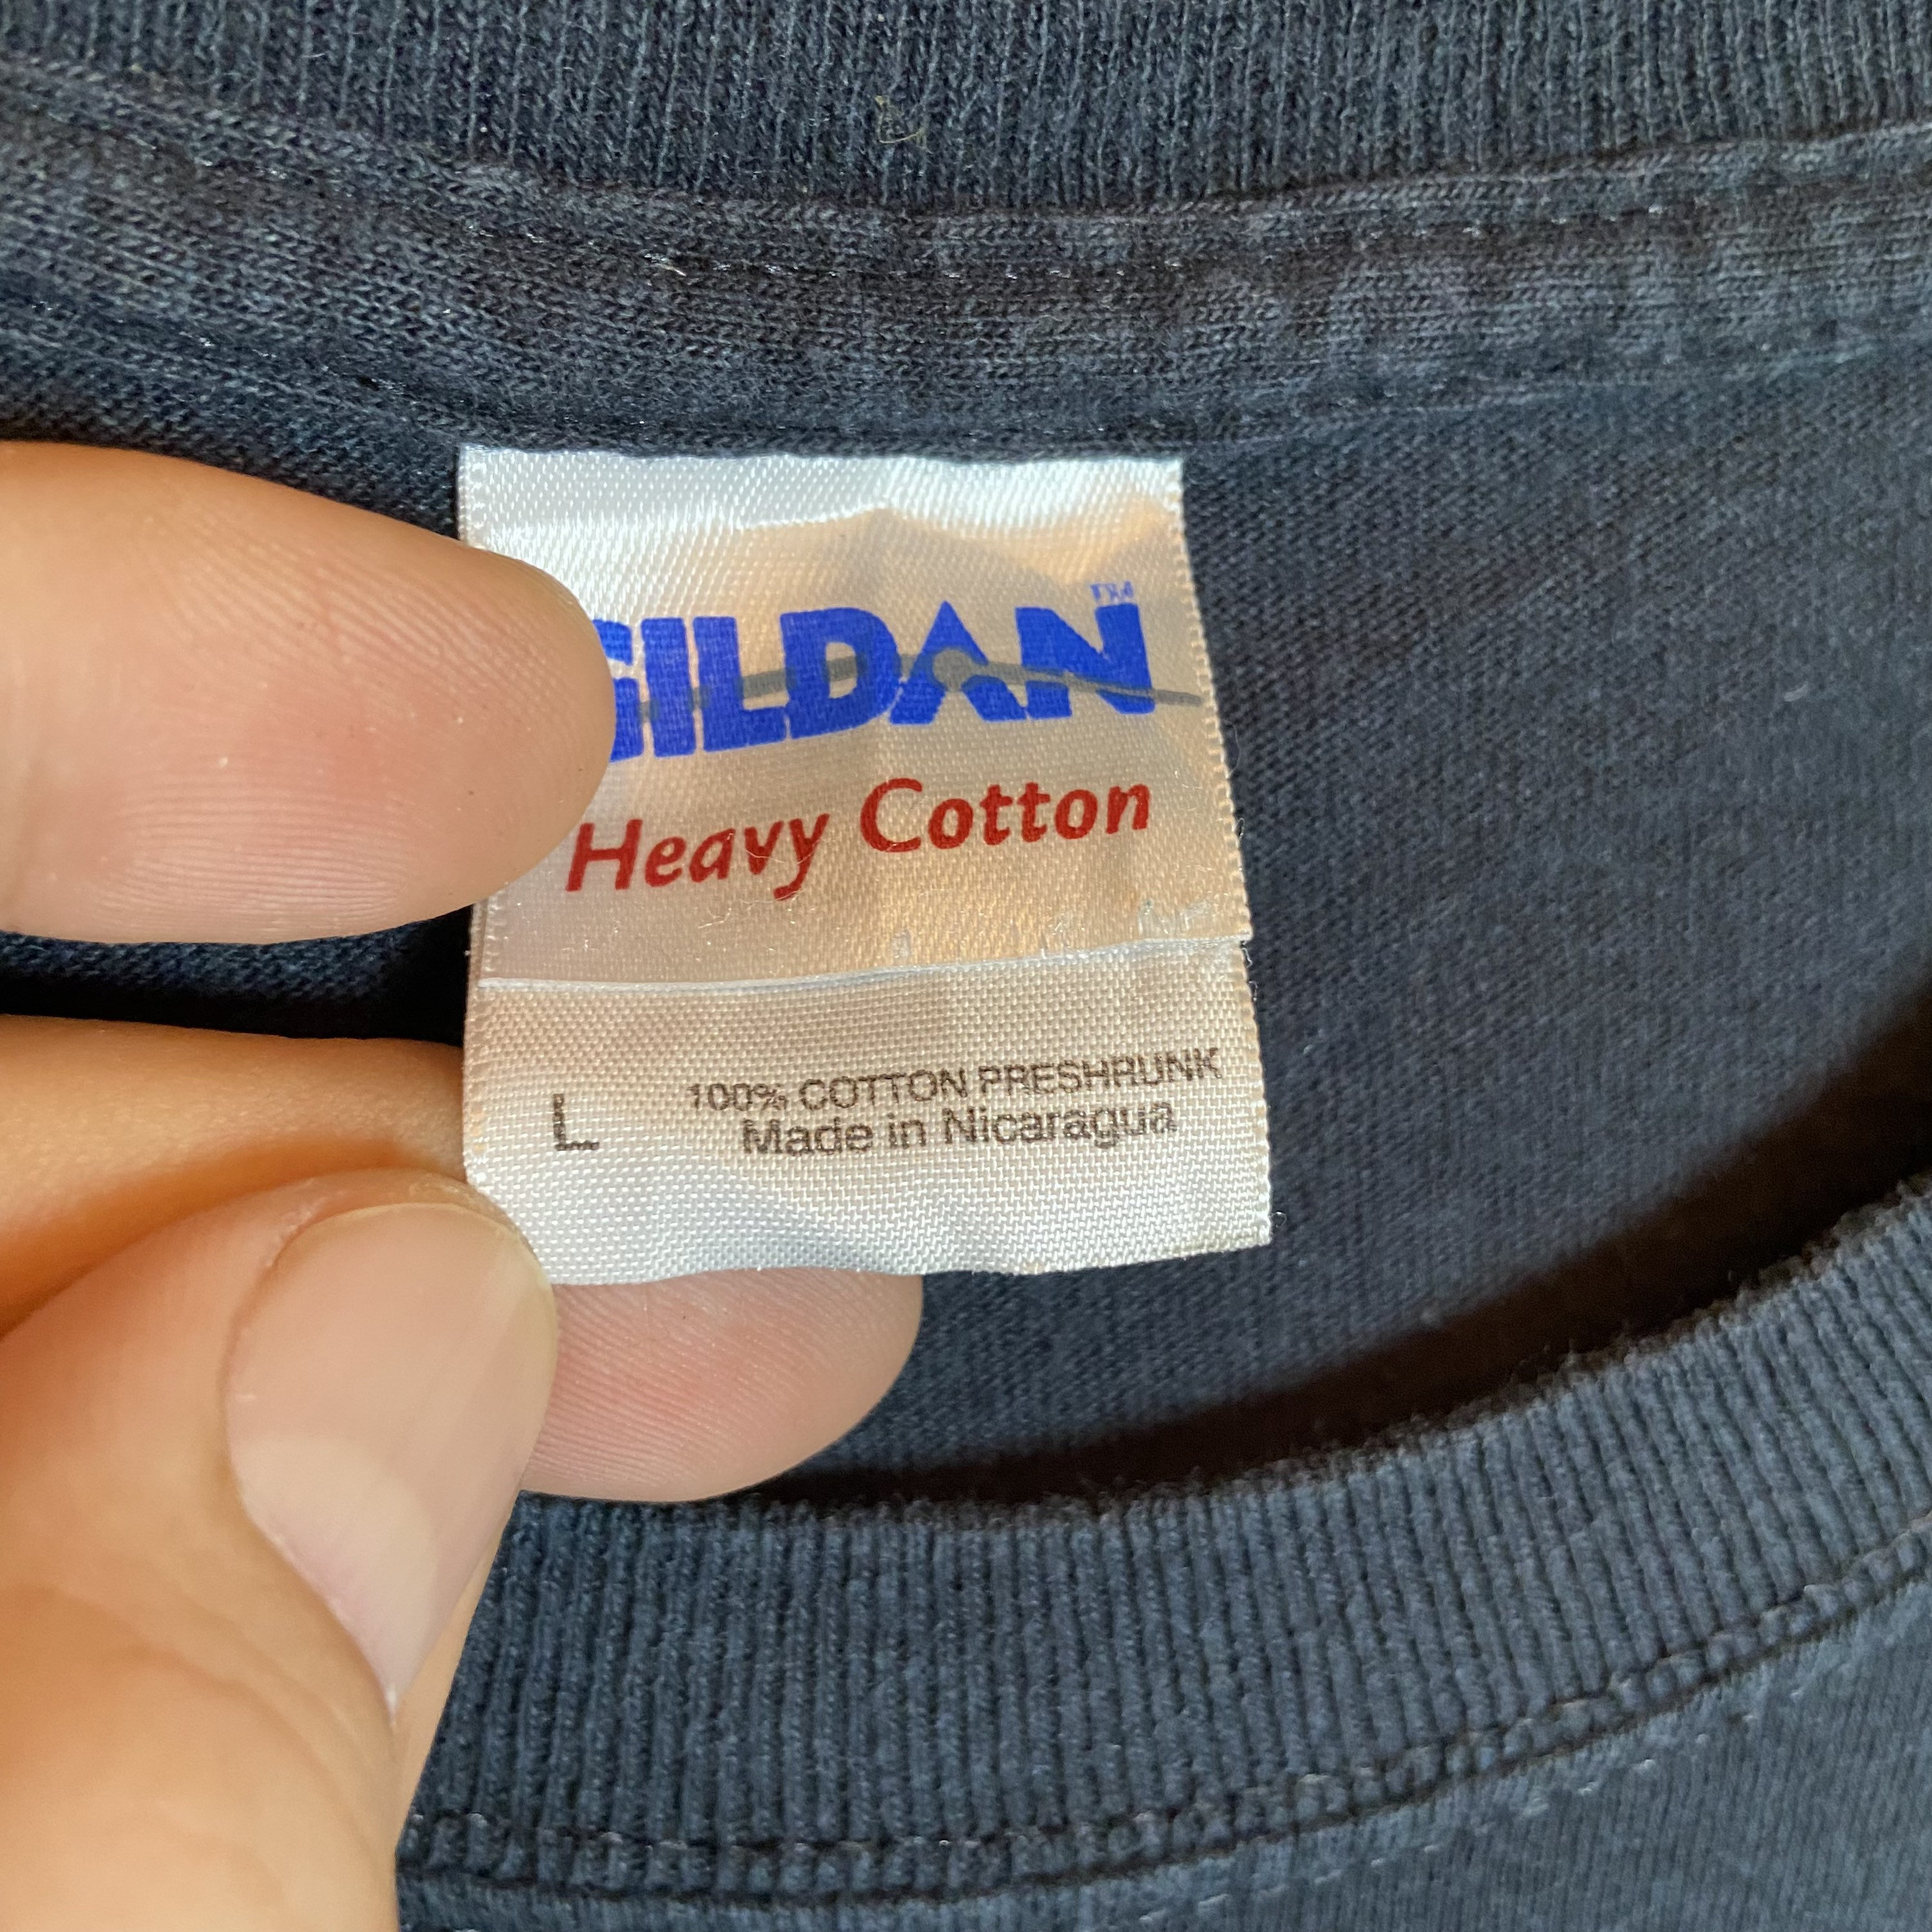 GILDAN™
Heavy Cotton
L
100% COTTON PRESHRUNK
Made in Nicaragua